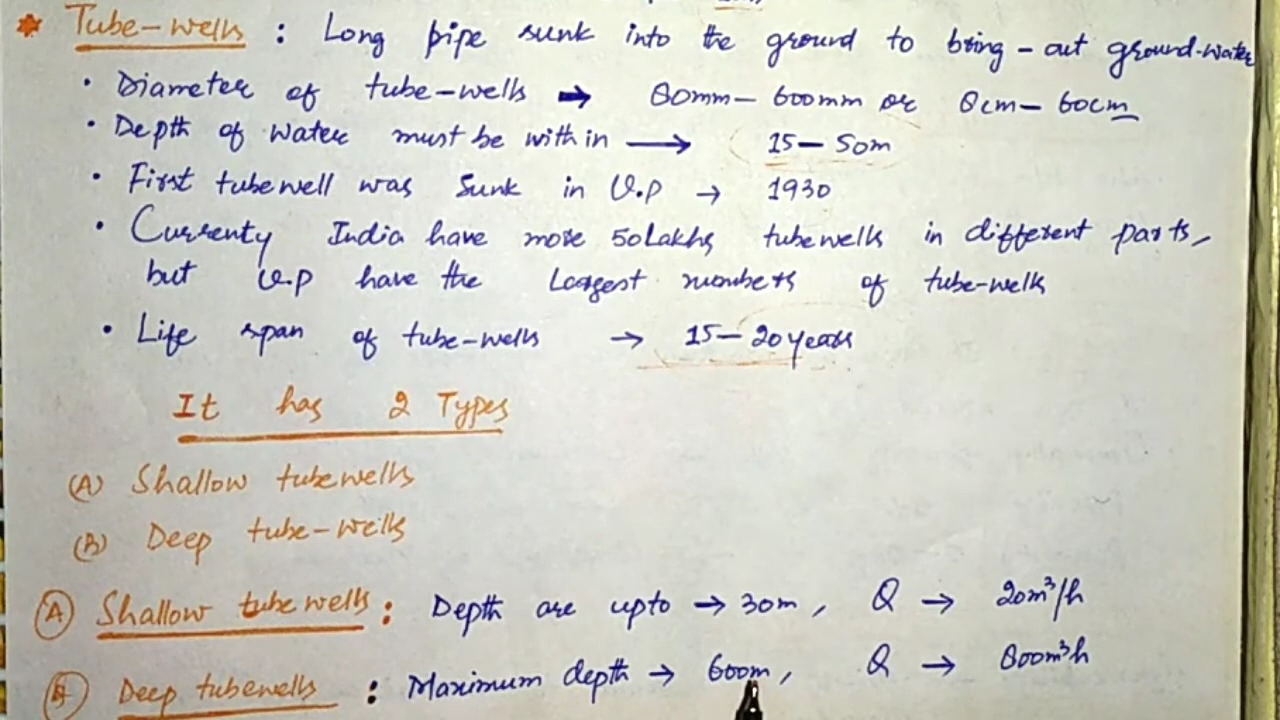 * Tube-wells : Long pipe sunk into the ground to bring-out ground-water
• Diameter of tube-wells → 80mm – 600mm or 8cm – 60cm
• Depth of water must be with in → 15 – 50m
• First tubewell was sunk in U.P → 1930
• Currenty India have more 50Lakhs tubewells in different parts,
but U.P have the Largest numbers of tube-wells
• Life span of tube-wells → 15 – 20 years
It has 2 Types
(A) Shallow tubewells
(B) Deep tube-wells
(A) Shallow tubewells : Depth are upto → 30m, Q → 20m³/h
(B) Deep tubewells : Maximum depth → 600m, Q → 800m³h